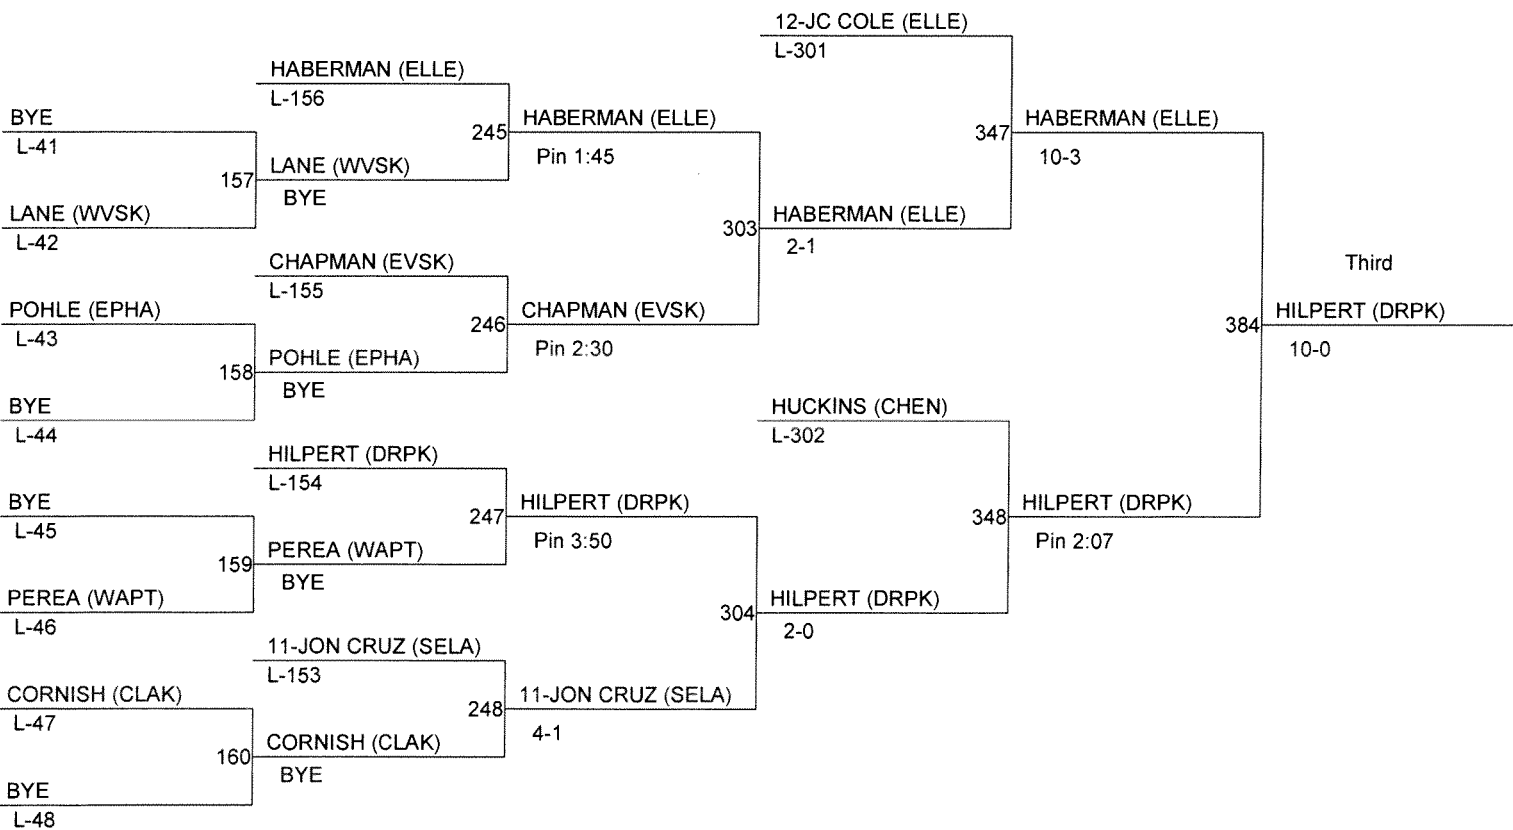 12-JC COLE (ELLE)
L-301
HABERMAN (ELLE)
L-156
BYE
L-41
245
HABERMAN (ELLE)
Pin 1:45
347
HABERMAN (ELLE)
10-3
157
LANE (WVSK)
BYE
LANE (WVSK)
L-42
303
HABERMAN (ELLE)
2-1
CHAPMAN (EVSK)
L-155
Third
POHLE (EPHA)
L-43
246
CHAPMAN (EVSK)
Pin 2:30
384
HILPERT (DRPK)
10-0
158
POHLE (EPHA)
BYE
BYE
L-44
HUCKINS (CHEN)
L-302
HILPERT (DRPK)
L-154
BYE
L-45
247
HILPERT (DRPK)
Pin 3:50
348
HILPERT (DRPK)
Pin 2:07
159
PEREA (WAPT)
BYE
PEREA (WAPT)
L-46
304
HILPERT (DRPK)
2-0
11-JON CRUZ (SELA)
L-153
CORNISH (CLAK)
L-47
248
11-JON CRUZ (SELA)
4-1
160
CORNISH (CLAK)
BYE
BYE
L-48